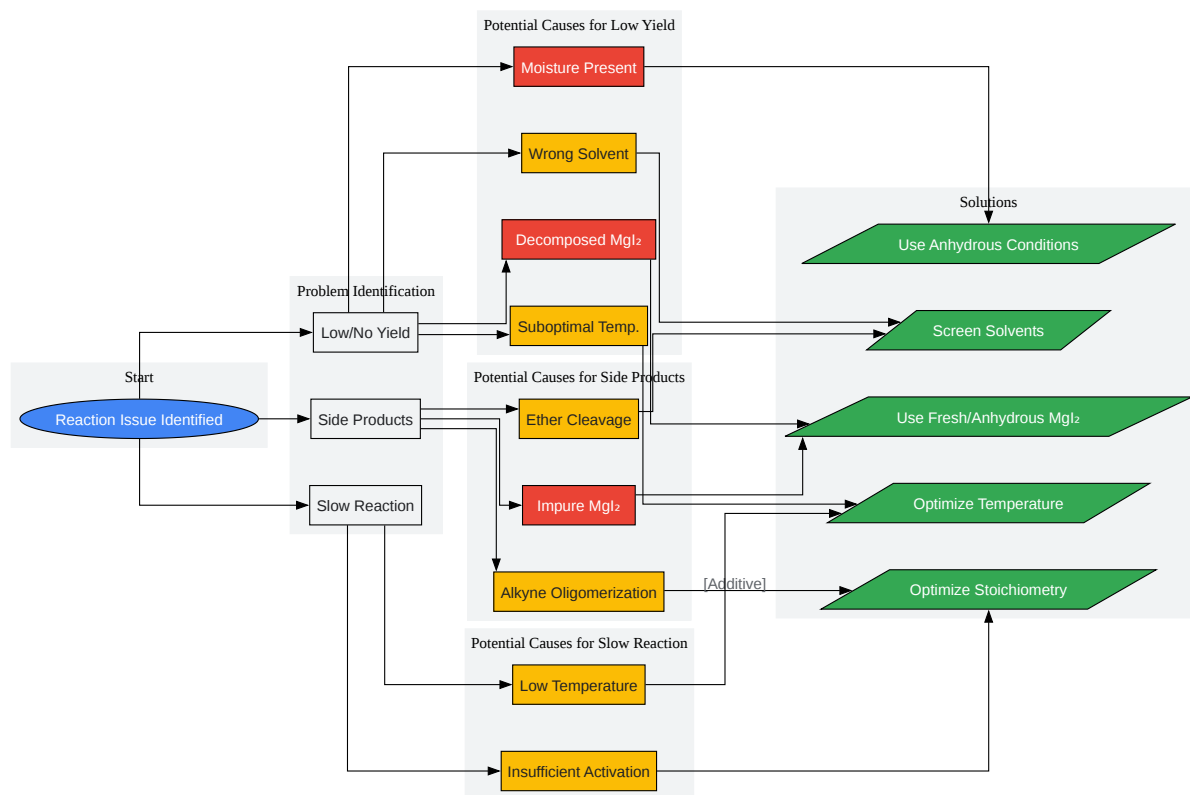 Start
Reaction Issue Identified
Problem Identification
Low/No Yield
Side Products
Slow Reaction
Potential Causes for Low Yield
Moisture Present
Wrong Solvent
Decomposed MgI₂
Suboptimal Temp.
Potential Causes for Side Products
Ether Cleavage
Impure MgI₂
Alkyne Oligomerization
[Additive]
Potential Causes for Slow Reaction
Low Temperature
Insufficient Activation
Solutions
Use Anhydrous Conditions
Screen Solvents
Use Fresh/Anhydrous MgI₂
Optimize Temperature
Optimize Stoichiometry